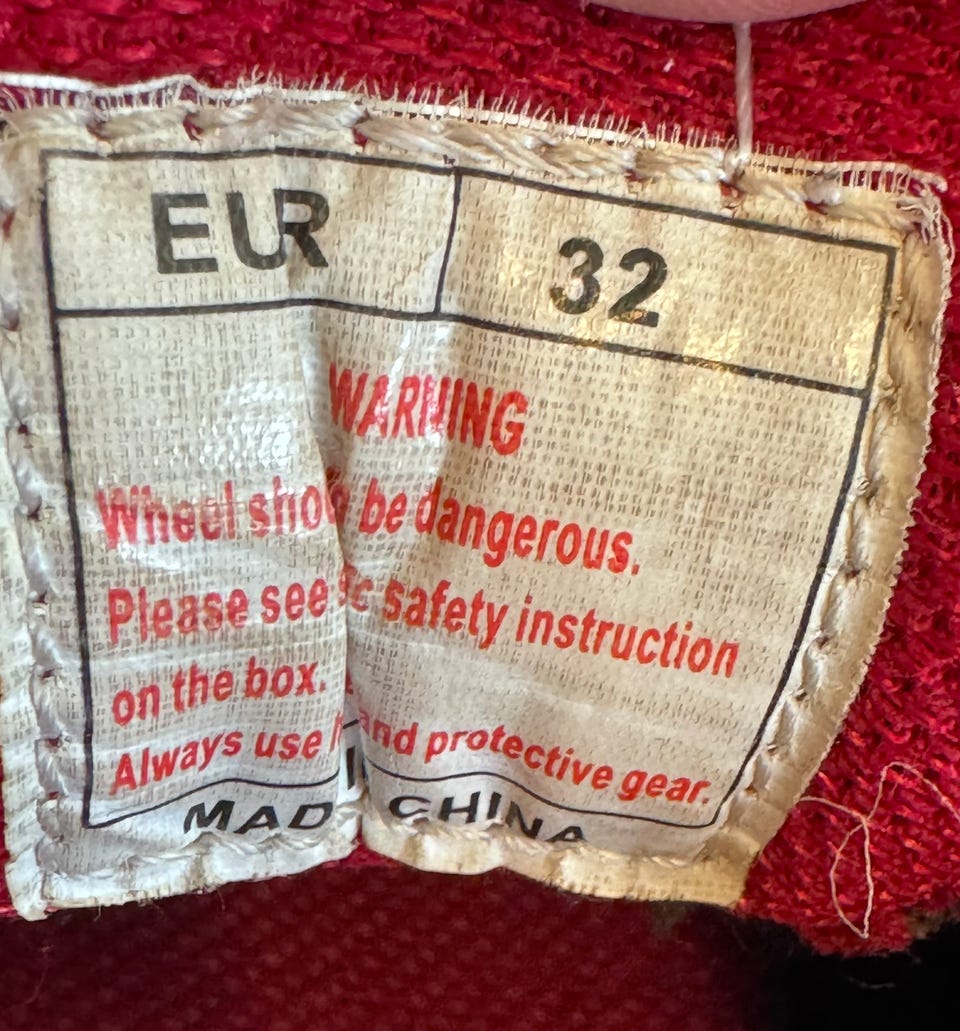 EUR 32
WARNING
Wheel be dangerous.
Please see safety instruction
on the box.
Always use and protective gear.
MAD CHINA